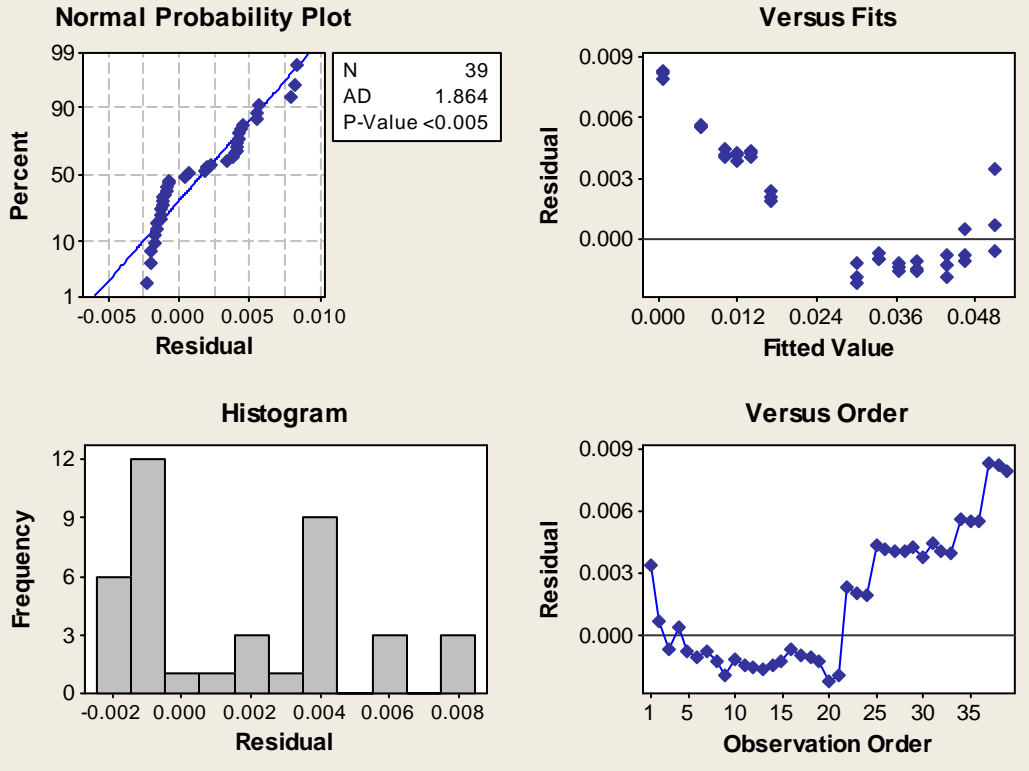 Normal Probability Plot
99
90
50
10
1
Percent
-0.005 0.000 0.005 0.010
Residual
N 39
AD 1.864
P-Value <0.005
Versus Fits
0.009
0.006
0.003
0.000
Residual
0.000 0.012 0.024 0.036 0.048
Fitted Value
Histogram
12
9
6
3
0
Frequency
-0.002 0.000 0.002 0.004 0.006 0.008
Residual
Versus Order
0.009
0.006
0.003
0.000
Residual
1 5 10 15 20 25 30 35
Observation Order